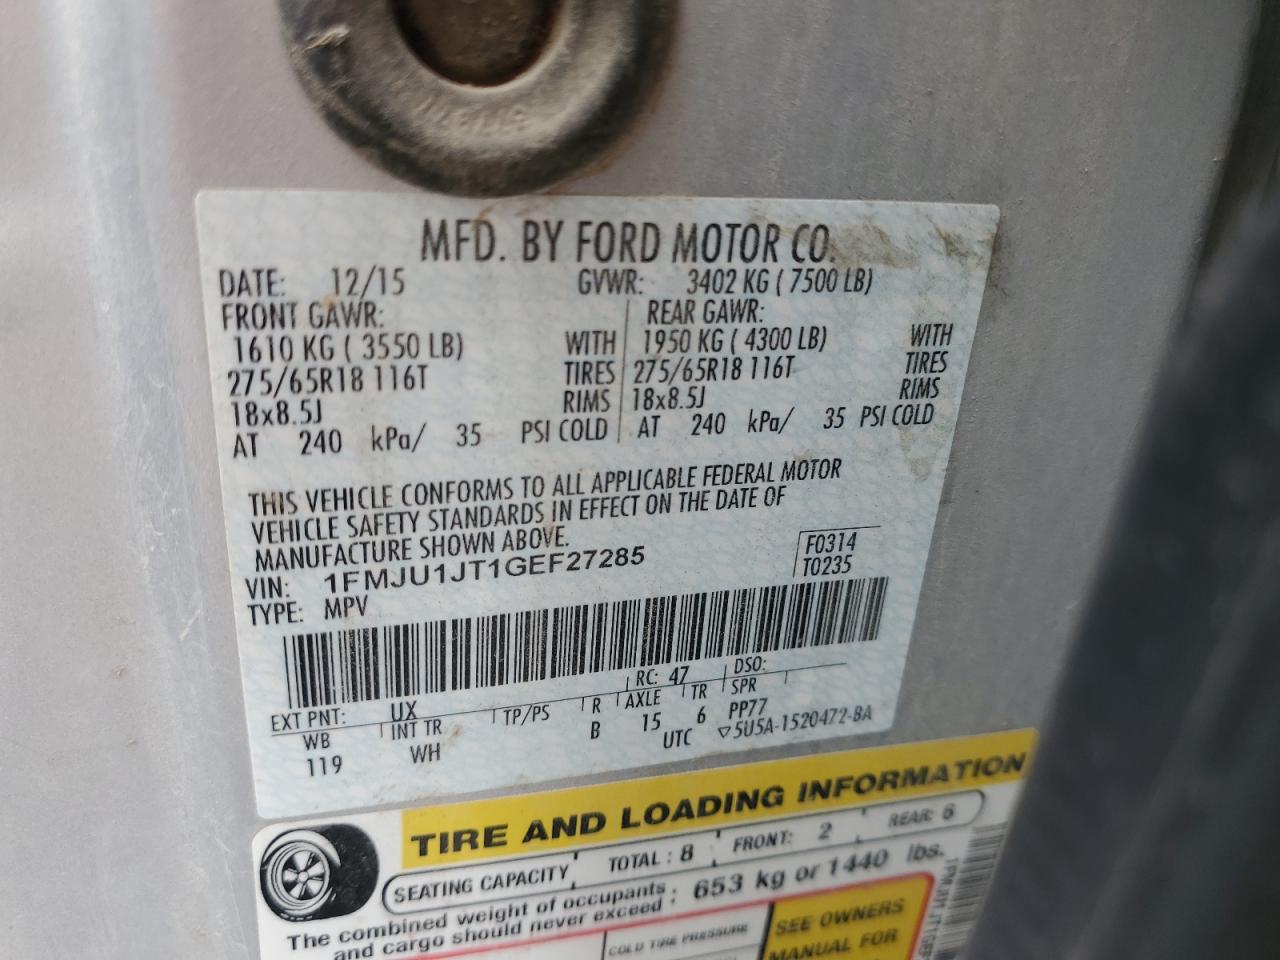 MFD. BY FORD MOTOR CO.
DATE: 12/15 GVWR: 3402 KG ( 7500 LB)
FRONT GAWR: REAR GAWR:
1610 KG ( 3550 LB) WITH 1950 KG ( 4300 LB) WITH
275/65R18 116T TIRES 275/65R18 116T TIRES
18x8.5J RIMS 18x8.5J RIMS
AT 240 kPa/ 35 PSI COLD AT 240 kPa/ 35 PSI COLD
THIS VEHICLE CONFORMS TO ALL APPLICABLE FEDERAL MOTOR
VEHICLE SAFETY STANDARDS IN EFFECT ON THE DATE OF
MANUFACTURE SHOWN ABOVE.
F0314
T0235
VIN: 1FMJU1JT1GEF27285
TYPE: MPV
EXT PNT: UX RC: 47 DSO:
WB INT TR TP/PS R AXLE TR SPR
119 WH B 15 6 PP77
UTC ▽5U5A-1520472-BA
TIRE AND LOADING INFORMATION
SEATING CAPACITY TOTAL : 8 FRONT: 2 REAR: 6
The combined weight of occupants : 653 kg or 1440 lbs.
and cargo should never exceed :
COLD TIRE PRESSURE
SEE OWNERS
MANUAL FOR